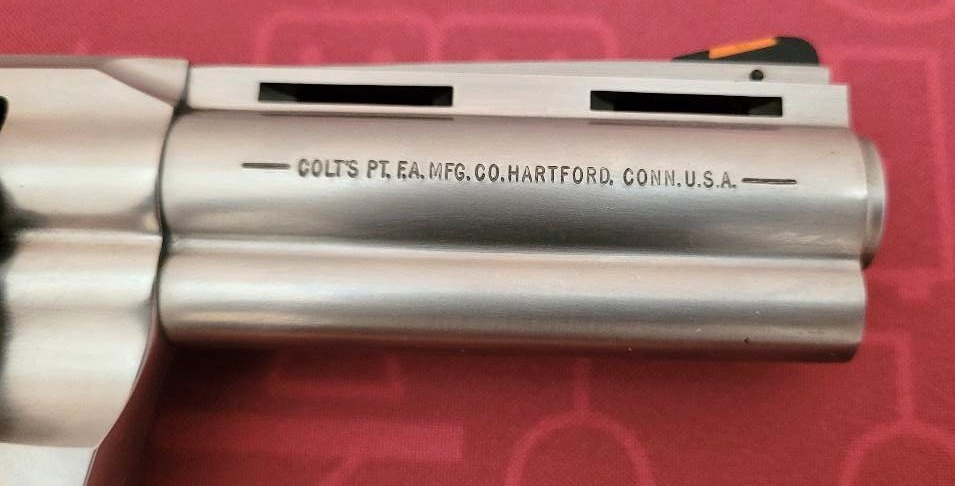 COLT'S PT. F.A. MFG. CO. HARTFORD, CONN. U.S.A.